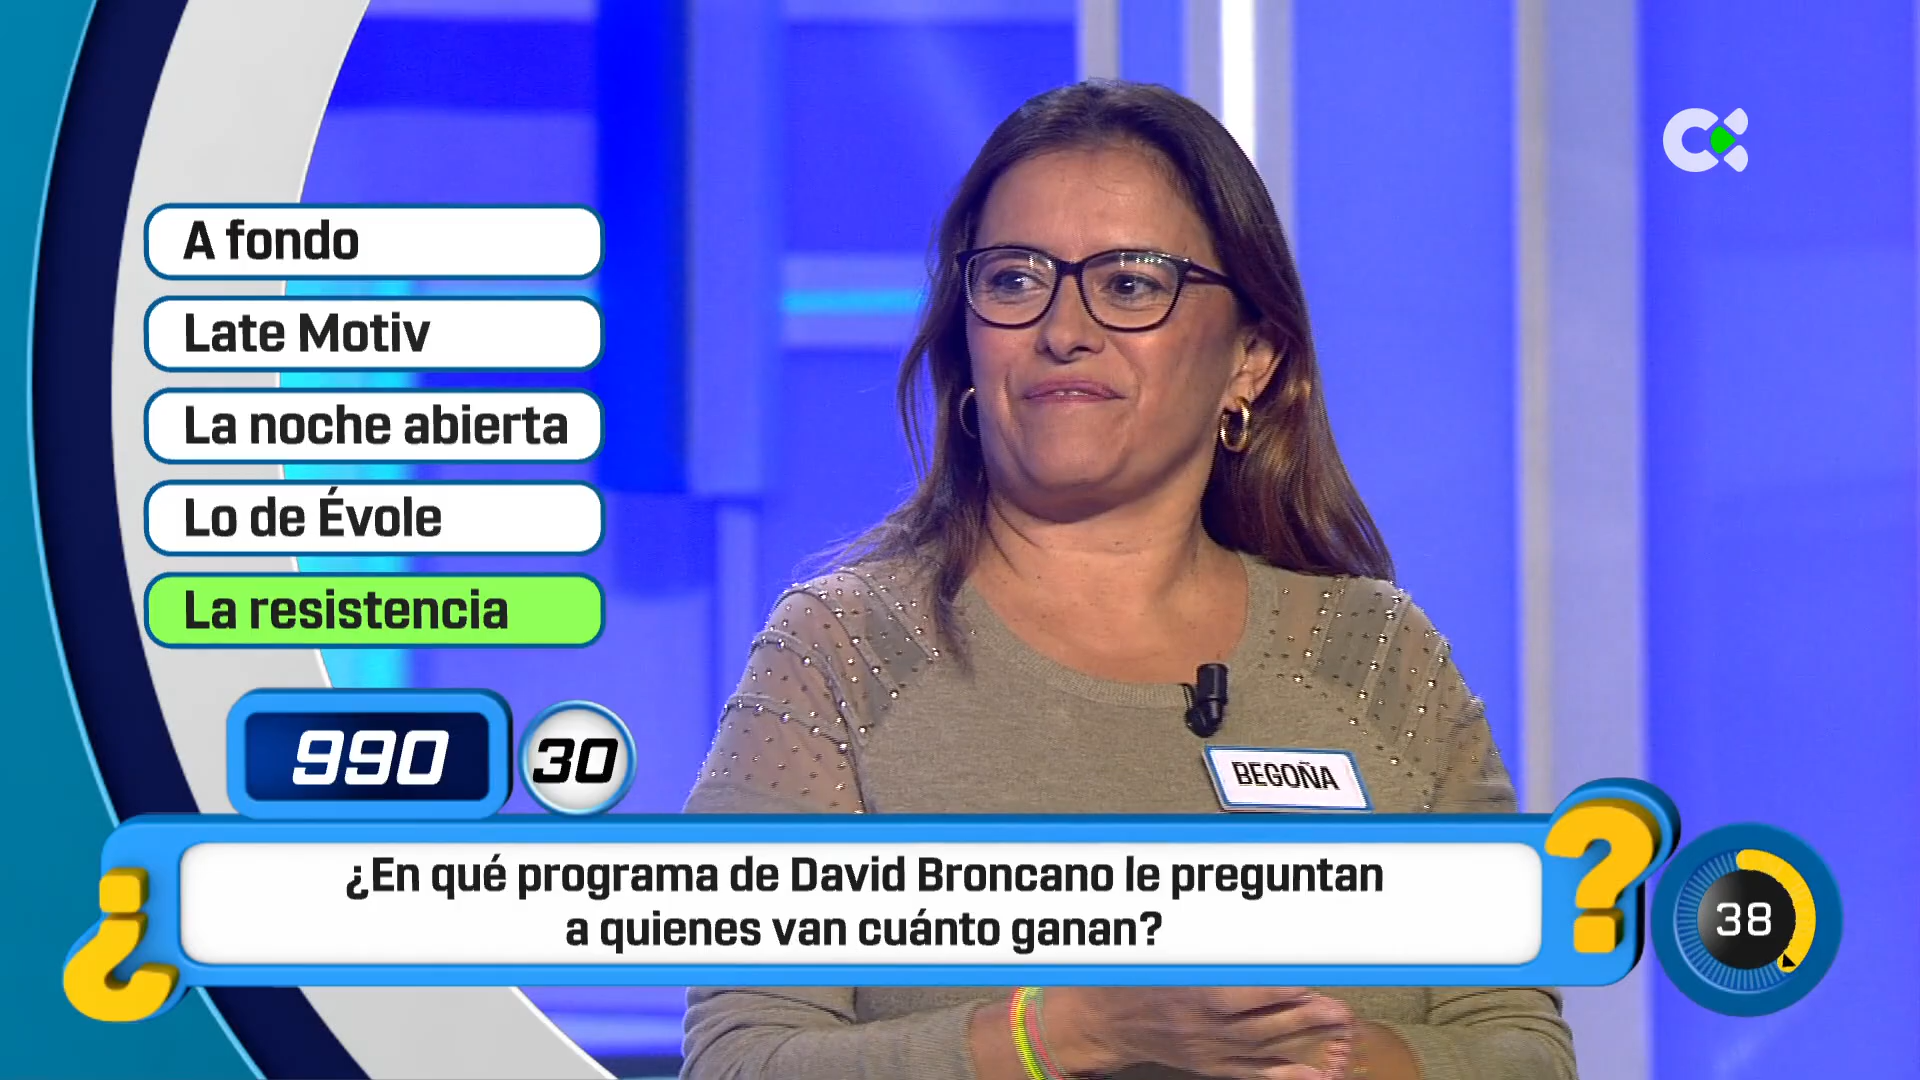 A fondo
Late Motiv
La noche abierta
Lo de Évole
La resistencia
990
30
BEGOÑA
¿En qué programa de David Broncano le preguntan
a quienes van cuánto ganan?
38